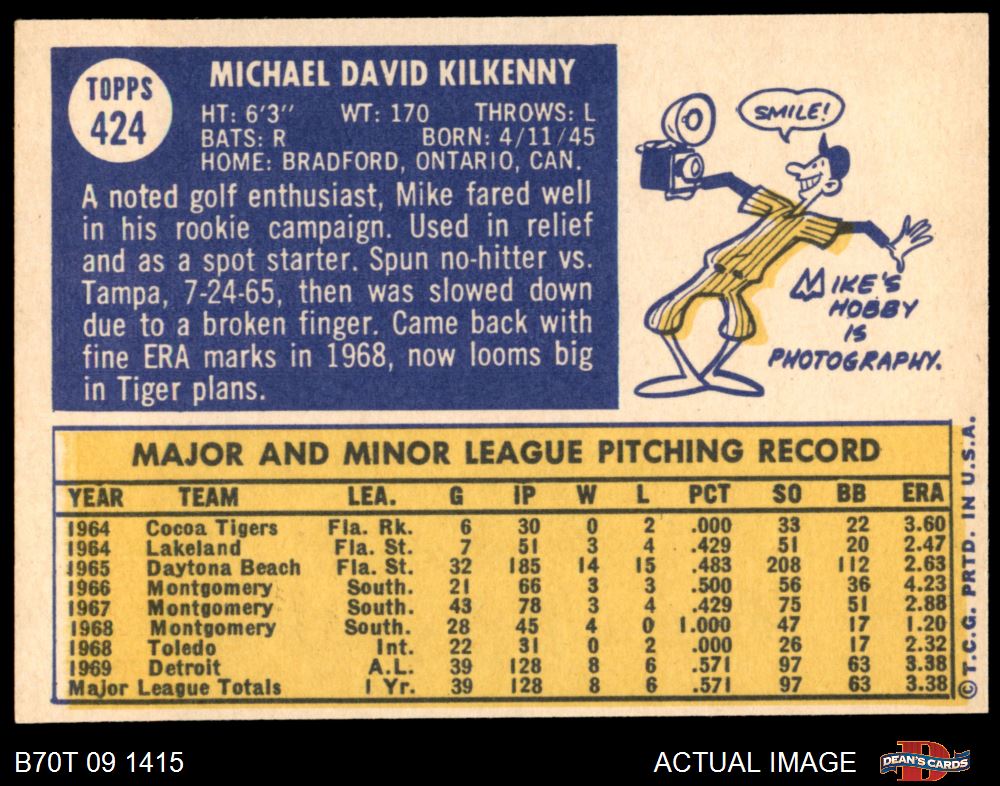 TOPPS
424
MICHAEL DAVID KILKENNY
HT: 6'3" WT: 170 THROWS: L
BATS: R BORN: 4/11/45
HOME: BRADFORD, ONTARIO, CAN.
A noted golf enthusiast, Mike fared well
in his rookie campaign. Used in relief
and as a spot starter. Spun no-hitter vs.
Tampa, 7-24-65, then was slowed down
due to a broken finger. Came back with
fine ERA marks in 1968, now looms big
in Tiger plans.
SMILE!
MIKE'S
HOBBY
IS
PHOTOGRAPHY.
MAJOR AND MINOR LEAGUE PITCHING RECORD
YEAR TEAM LEA. G IP W L PCT SO BB ERA
1964 Cocoa Tigers Fla. Rk. 6 30 0 2 .000 33 22 3.60
1964 Lakeland Fla. St. 7 51 3 4 .429 51 20 2.47
1965 Daytona Beach Fla. St. 32 185 14 15 .483 208 112 2.63
1966 Montgomery South. 21 66 3 3 .500 56 36 4.23
1967 Montgomery South. 43 78 3 4 .429 75 51 2.88
1968 Montgomery South. 28 45 4 0 1.000 47 17 1.20
1968 Toledo Int. 22 31 0 2 .000 26 17 2.32
1969 Detroit A.L. 39 128 8 6 .571 97 63 3.38
Major League Totals 1 Yr. 39 128 8 6 .571 97 63 3.38
© T.C.G. PRTD. IN U.S.A.
B70T 09 1415
ACTUAL IMAGE
D
DEAN'S CARDS